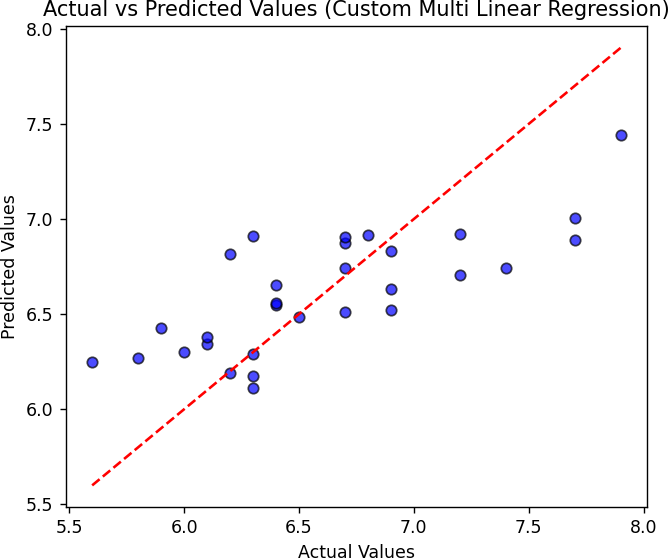 Actual vs Predicted Values (Custom Multi Linear Regression)
8.0
7.5
7.0
6.5
6.0
5.5
Predicted Values
5.5 6.0 6.5 7.0 7.5 8.0
Actual Values